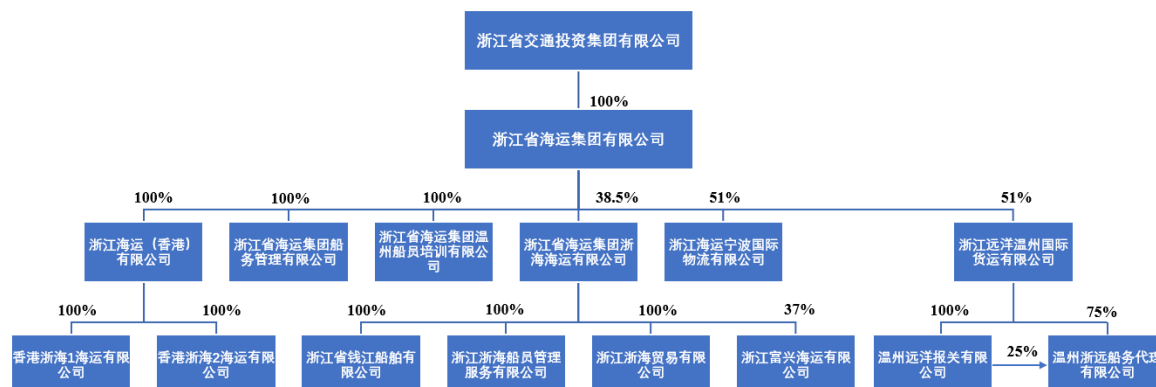 浙江省交通投资集团有限公司
100%
浙江省海运集团有限公司
100%
100%
100%
38.5%
51%
51%
浙江海运（香港）
有限公司
浙江省海运集团船
务管理有限公司
浙江省海运集团温
州船员培训有限公
司
浙江省海运集团浙
海海运有限公司
浙江海运宁波国际
物流有限公司
浙江远洋温州国际
货运有限公司
100%
100%
100%
100%
100%
37%
100%
75%
香港浙海1海运有限
公司
香港浙海2海运有限
公司
浙江省钱江船舶有
限公司
浙江浙海船员管理
服务有限公司
浙江浙海贸易有限
公司
浙江富兴海运有限
公司
温州远洋报关有限
公司
25%
温州浙远船务代理
有限公司